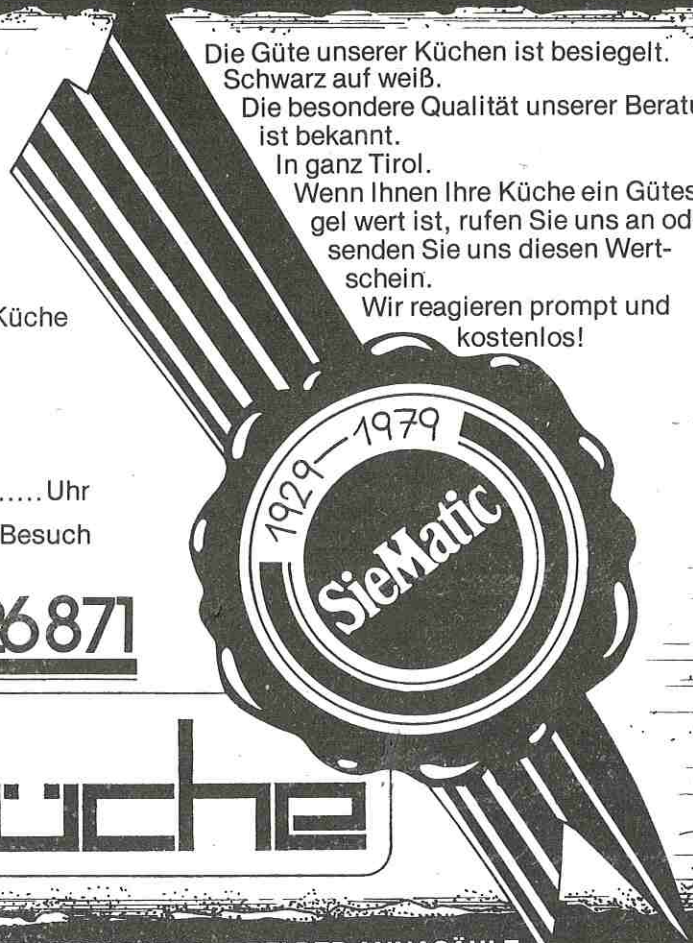 Die Güte unserer Küchen ist besiegelt.
Schwarz auf weiß.
Die besondere Qualität unserer Beratu
ist bekannt.
In ganz Tirol.
Wenn Ihnen Ihre Küche ein Gütes
gel wert ist, rufen Sie uns an od
senden Sie uns diesen Wert-
schein.
Wir reagieren prompt und
kostenlos!
Küche
1929–1979
SieMatic
..... Uhr
Besuch
26871
üche